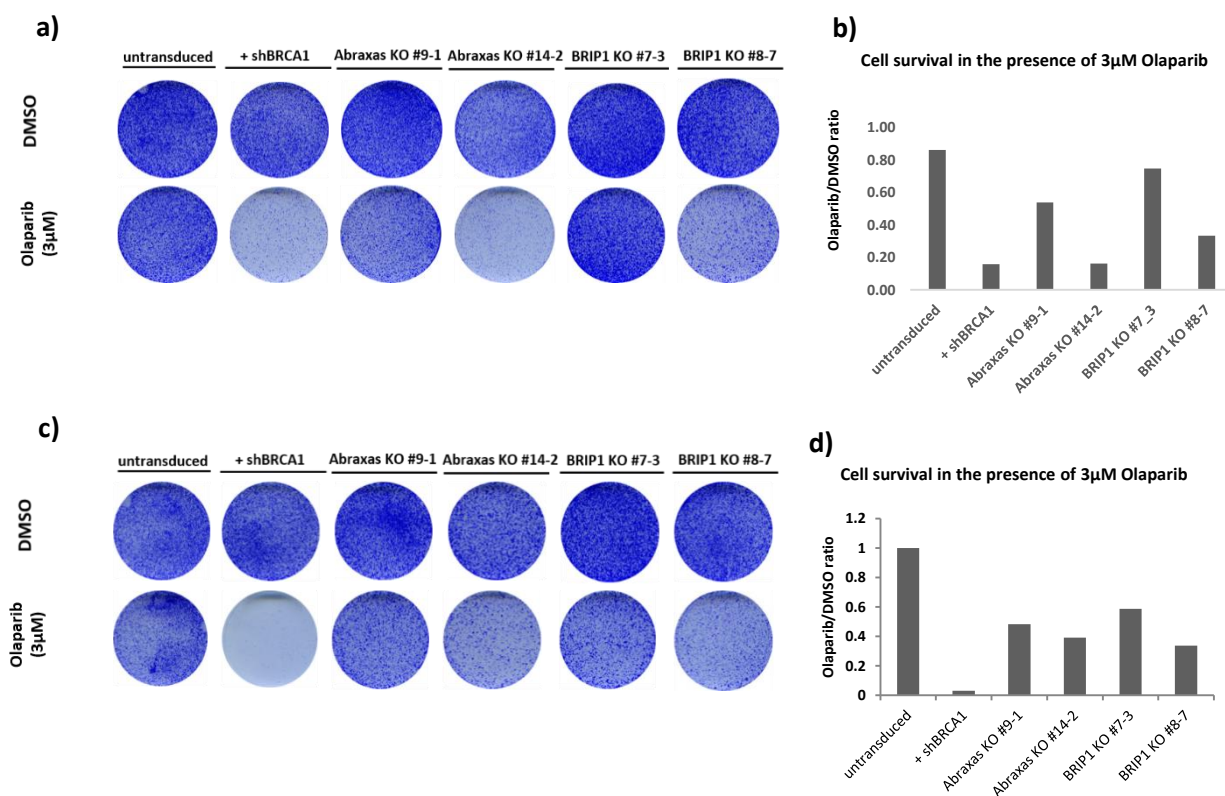 a)
untransduced + shBRCA1 Abraxas KO #9-1 Abraxas KO #14-2 BRIP1 KO #7-3 BRIP1 KO #8-7
DMSO
Olaparib
(3μM)
b)
Cell survival in the presence of 3μM Olaparib
Olaparib/DMSO ratio
1.00
0.80
0.60
0.40
0.20
0.00
untransduced
+ shBRCA1
Abraxas KO #9-1
Abraxas KO #14-2
BRIP1 KO #7_3
BRIP1 KO #8-7
c)
untransduced + shBRCA1 Abraxas KO #9-1 Abraxas KO #14-2 BRIP1 KO #7-3 BRIP1 KO #8-7
DMSO
Olaparib
(3μM)
d)
Cell survival in the presence of 3μM Olaparib
Olaparib/DMSO ratio
1.2
1
0.8
0.6
0.4
0.2
0
untransduced
+ shBRCA1
Abraxas KO #9-1
Abraxas KO #14-2
BRIP1 KO #7-3
BRIP1 KO #8-7